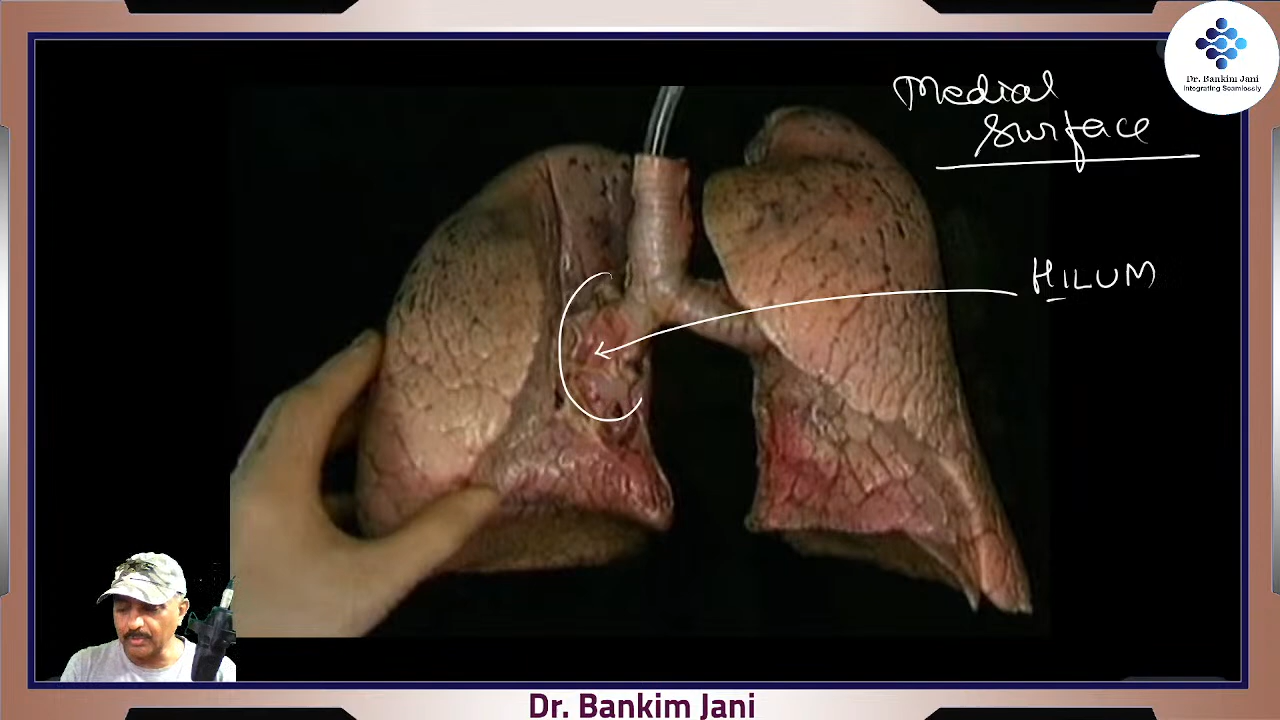 Medial
Surface
Dr. Bankim Jani
Integrating Seamlessly
HILUM
Dr. Bankim Jani